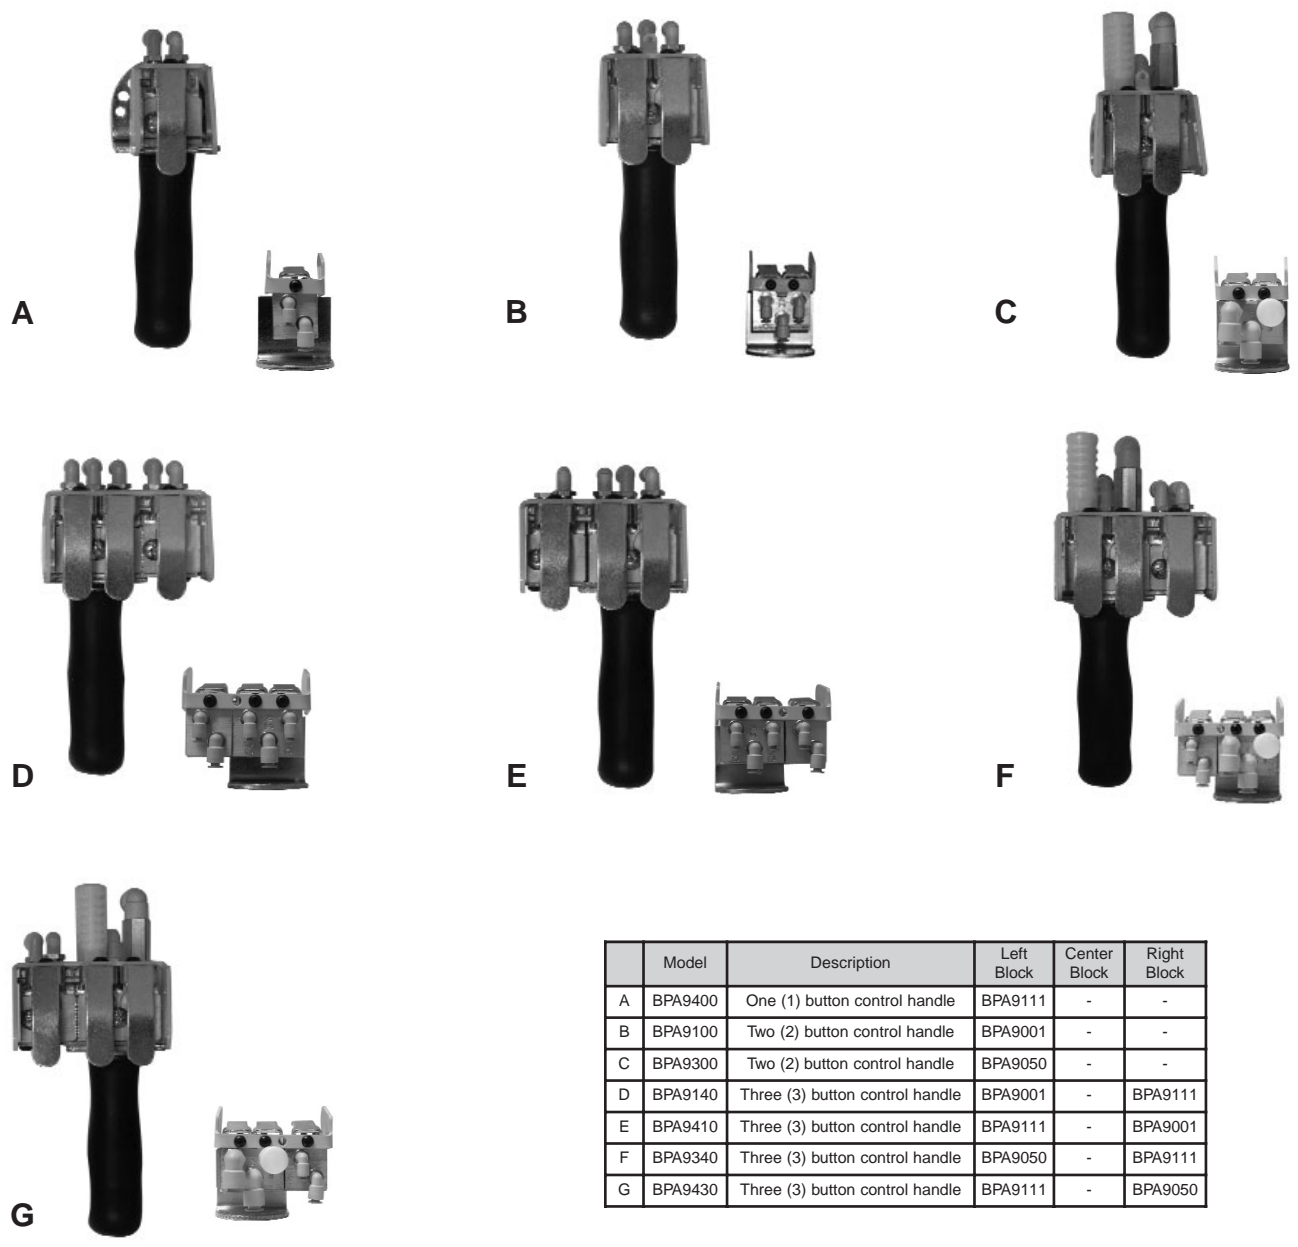 A
B
C
D
E
F
G
Model Description Left Block Center Block Right Block
A BPA9400 One (1) button control handle BPA9111 - -
B BPA9100 Two (2) button control handle BPA9001 - -
C BPA9300 Two (2) button control handle BPA9050 - -
D BPA9140 Three (3) button control handle BPA9001 - BPA9111
E BPA9410 Three (3) button control handle BPA9111 - BPA9001
F BPA9340 Three (3) button control handle BPA9050 - BPA9111
G BPA9430 Three (3) button control handle BPA9111 - BPA9050